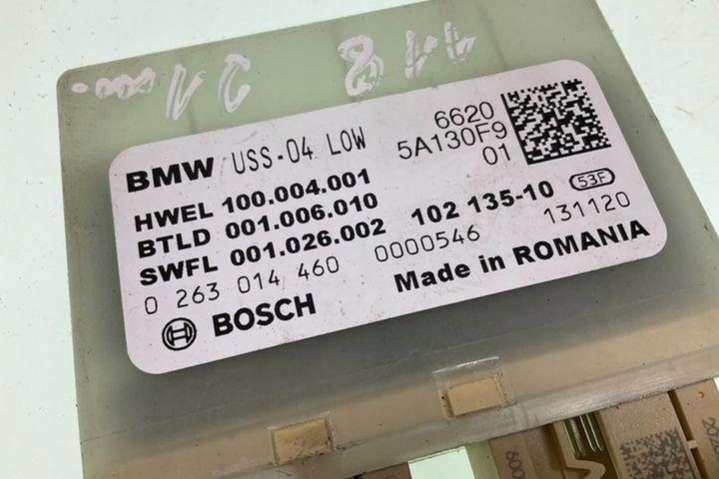 BMW USS-04 LOW 6620
5A130F9
01
HWEL 100.004.001
BTLD 001.006.010
SWFL 001.026.002 102 135-10 53F
0 263 014 460 0000546 131120
BOSCH Made in ROMANIA